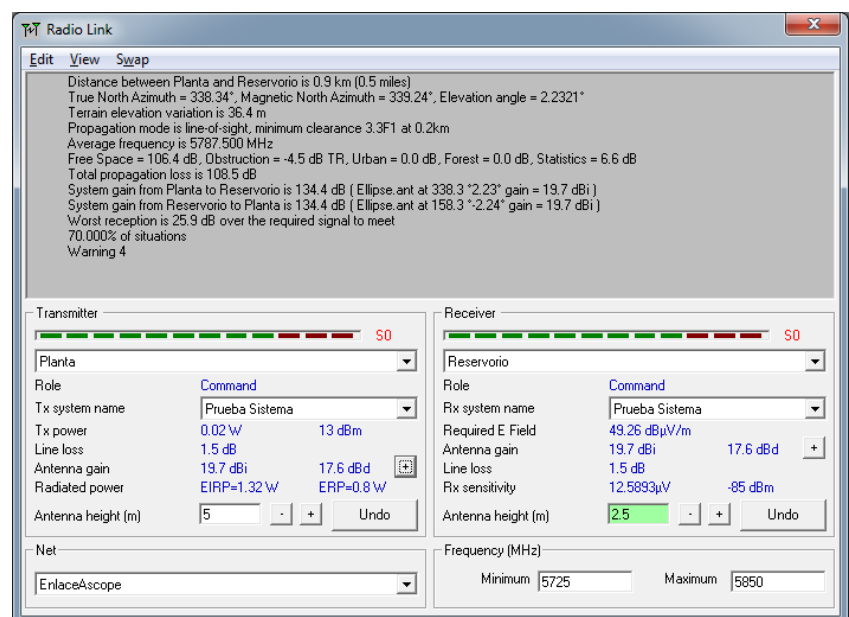 Radio Link
Edit View Swap
Distance between Planta and Reservorio is 0.9 km (0.5 miles)
True North Azimuth = 338.34°, Magnetic North Azimuth = 339.24°, Elevation angle = 2.2321°
Terrain elevation variation is 36.4 m
Propagation mode is line-of-sight, minimum clearance 3.3F1 at 0.2km
Average frequency is 5787.500 MHz
Free Space = 106.4 dB, Obstruction = -4.5 dB TR, Urban = 0.0 dB, Forest = 0.0 dB, Statistics = 6.6 dB
Total propagation loss is 108.5 dB
System gain from Planta to Reservorio is 134.4 dB ( Ellipse.ant at 338.3 °2.23° gain = 19.7 dBi )
System gain from Reservorio to Planta is 134.4 dB ( Ellipse.ant at 158.3 °-2.24° gain = 19.7 dBi )
Worst reception is 25.9 dB over the required signal to meet
70.000% of situations
Warning 4
Transmitter
S0
Planta
Role Command
Tx system name Prueba Sistema
Tx power 0.02 W 13 dBm
Line loss 1.5 dB
Antenna gain 19.7 dBi 17.6 dBd +
Radiated power EIRP=1.32 W ERP=0.8 W
Antenna height (m) 5 - + Undo
Receiver
S0
Reservorio
Role Command
Rx system name Prueba Sistema
Required E Field 49.26 dBµV/m
Antenna gain 19.7 dBi 17.6 dBd +
Line loss 1.5 dB
Rx sensitivity 12.5893µV -85 dBm
Antenna height (m) 2.5 - + Undo
Net
EnlaceAscope
Frequency (MHz)
Minimum 5725 Maximum 5850